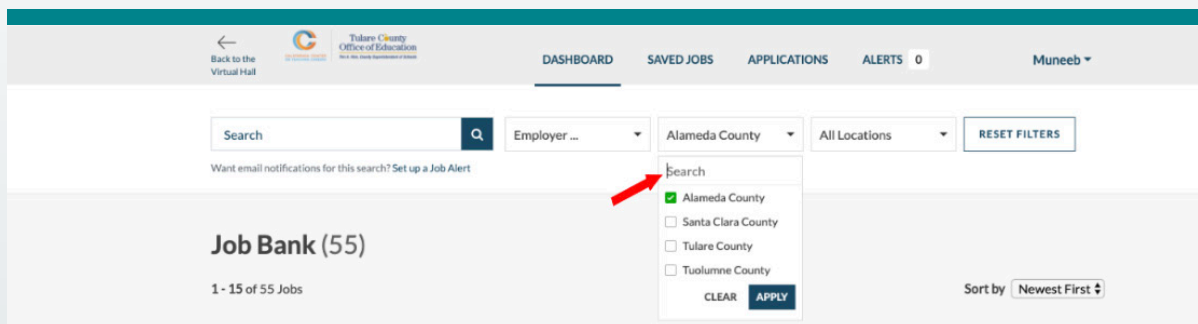 Back to the
Virtual Hall
Tulare County
Office of Education
DASHBOARD
SAVED JOBS
APPLICATIONS
ALERTS 0
Muneeb
Search
Employer ...
Alameda County
All Locations
RESET FILTERS
Want email notifications for this search? Set up a Job Alert
Search
Alameda County
Santa Clara County
Tulare County
Tuolumne County
CLEAR APPLY
Job Bank (55)
1 - 15 of 55 Jobs
Sort by Newest First